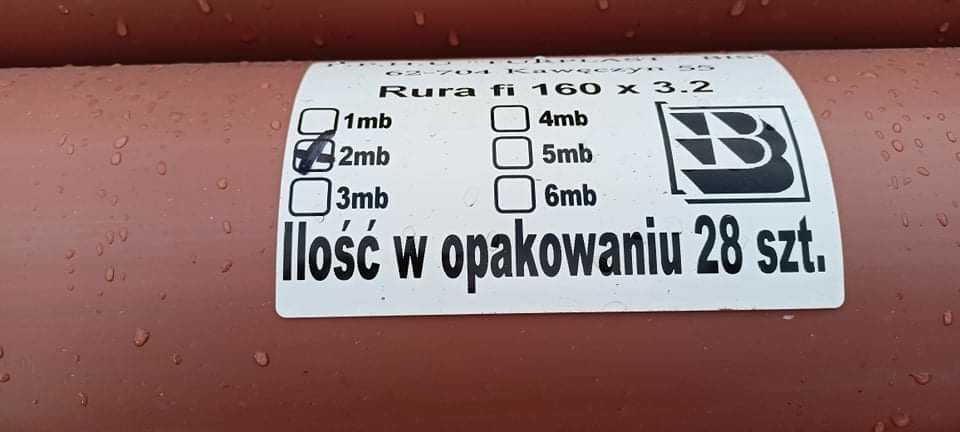 62-704 Kawęczyn 55
Rura fi 160 x 3.2
1mb 4mb
2mb 5mb
3mb 6mb
B
Ilość w opakowaniu 28 szt.